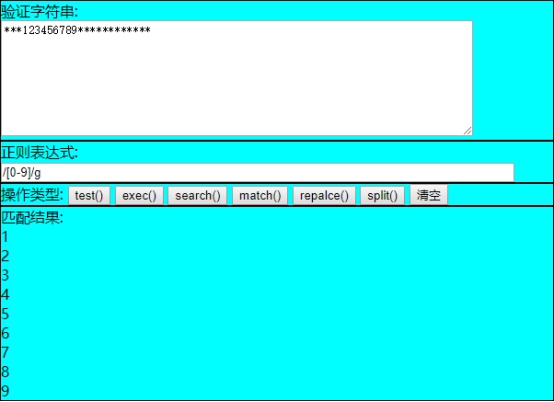 验证字符串:
***123456789************
正则表达式:
/[0-9]/g
操作类型: test() exec() search() match() repalce() split() 清空
匹配结果:
1
2
3
4
5
6
7
8
9